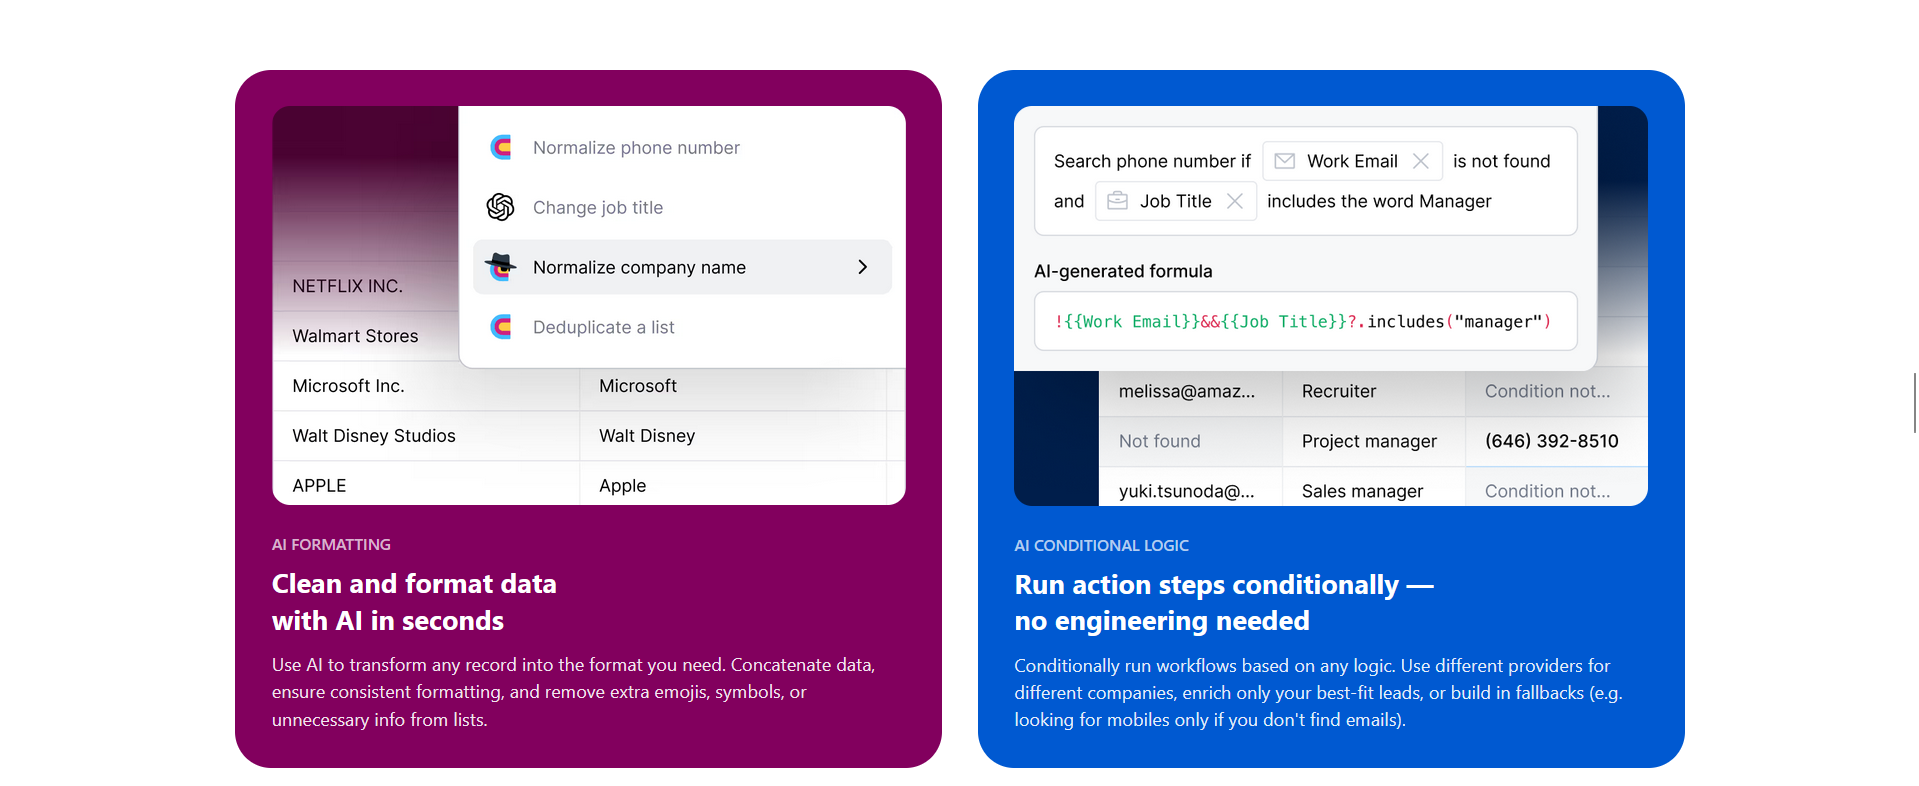 Normalize phone number
Change job title
Normalize company name
Deduplicate a list
NETFLIX INC.
Walmart Stores
Microsoft Inc. Microsoft
Walt Disney Studios Walt Disney
APPLE Apple
AI FORMATTING
Clean and format data
with AI in seconds
Use AI to transform any record into the format you need. Concatenate data,
ensure consistent formatting, and remove extra emojis, symbols, or
unnecessary info from lists.
Search phone number if Work Email is not found
and Job Title includes the word Manager
AI-generated formula
!{{Work Email}}&&{{Job Title}}?.includes("manager")
melissa@amaz... Recruiter Condition not...
Not found Project manager (646) 392-8510
yuki.tsunoda@... Sales manager Condition not...
AI CONDITIONAL LOGIC
Run action steps conditionally —
no engineering needed
Conditionally run workflows based on any logic. Use different providers for
different companies, enrich only your best-fit leads, or build in fallbacks (e.g.
looking for mobiles only if you don't find emails).